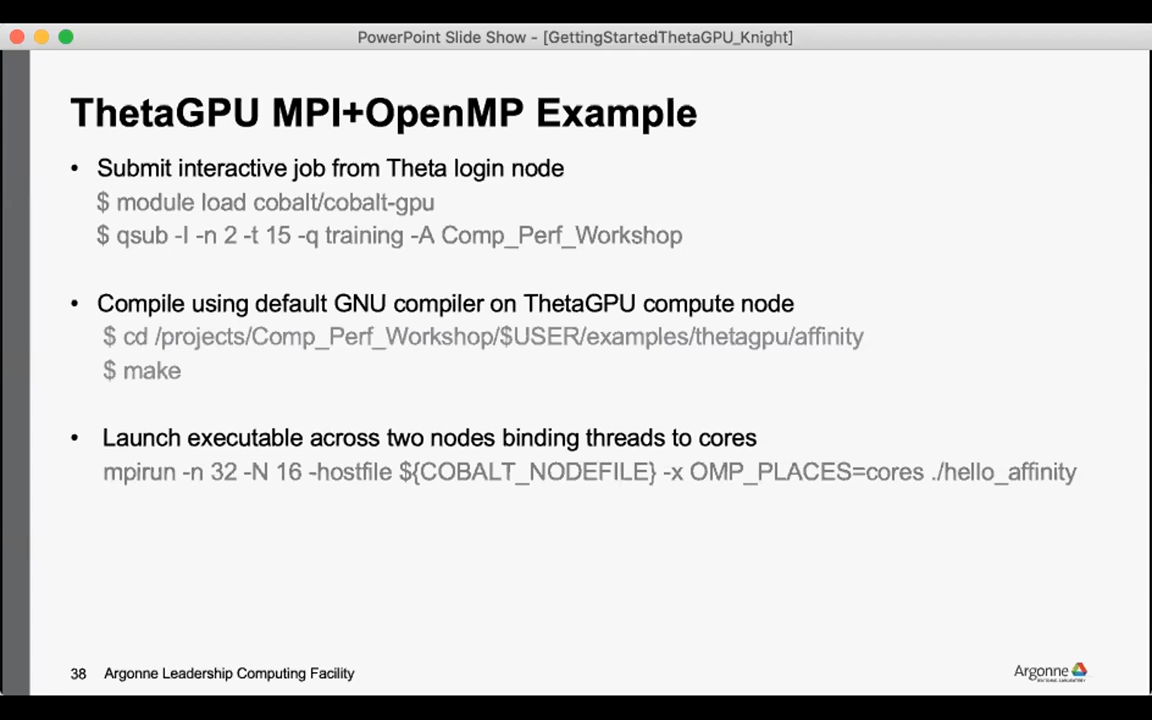 PowerPoint Slide Show - [GettingStartedThetaGPU_Knight]
ThetaGPU MPI+OpenMP Example
• Submit interactive job from Theta login node
$ module load cobalt/cobalt-gpu
$ qsub -I -n 2 -t 15 -q training -A Comp_Perf_Workshop
• Compile using default GNU compiler on ThetaGPU compute node
$ cd /projects/Comp_Perf_Workshop/$USER/examples/thetagpu/affinity
$ make
• Launch executable across two nodes binding threads to cores
mpirun -n 32 -N 16 -hostfile ${COBALT_NODEFILE} -x OMP_PLACES=cores ./hello_affinity
38 Argonne Leadership Computing Facility
Argonne